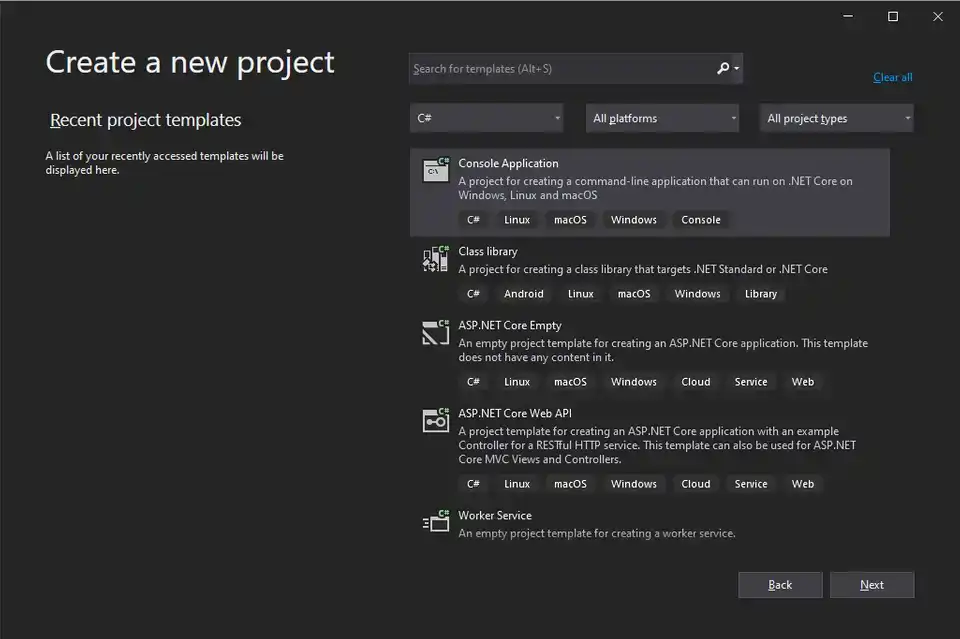 Create a new project
Recent project templates
A list of your recently accessed templates will be
displayed here.
Search for templates (Alt+S)
Clear all
C#
All platforms
All project types
C#
C:\
Console Application
A project for creating a command-line application that can run on .NET Core on
Windows, Linux and macOS
C# Linux macOS Windows Console
C#
Class library
A project for creating a class library that targets .NET Standard or .NET Core
C# Android Linux macOS Windows Library
C#
ASP.NET Core Empty
An empty project template for creating an ASP.NET Core application. This template
does not have any content in it.
C# Linux macOS Windows Cloud Service Web
C#
ASP.NET Core Web API
A project template for creating an ASP.NET Core application with an example
Controller for a RESTful HTTP service. This template can also be used for ASP.NET
Core MVC Views and Controllers.
C# Linux macOS Windows Cloud Service Web
C#
Worker Service
An empty project template for creating a worker service.
Back
Next